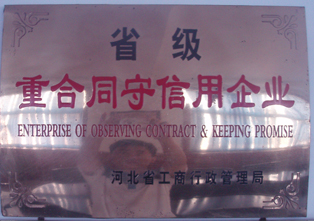 省级
重合同守信用企业
ENTERPRISE OF OBSERVING CONTRACT & KEEPING PROMISE
河北省工商行政管理局